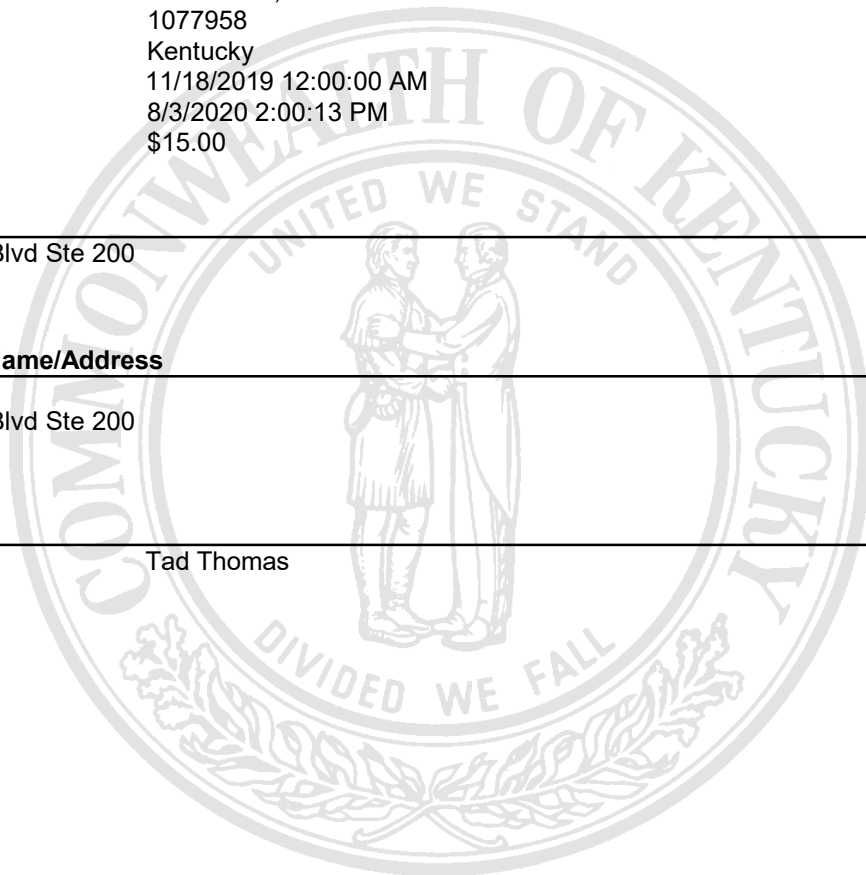 1077958
Kentucky
11/18/2019 12:00:00 AM
8/3/2020 2:00:13 PM
$15.00
COMMONWEALTH OF KENTUCKY
UNITED WE STAND
Blvd Ste 200
ame/Address
Blvd Ste 200
Tad Thomas
DIVIDED WE FALL